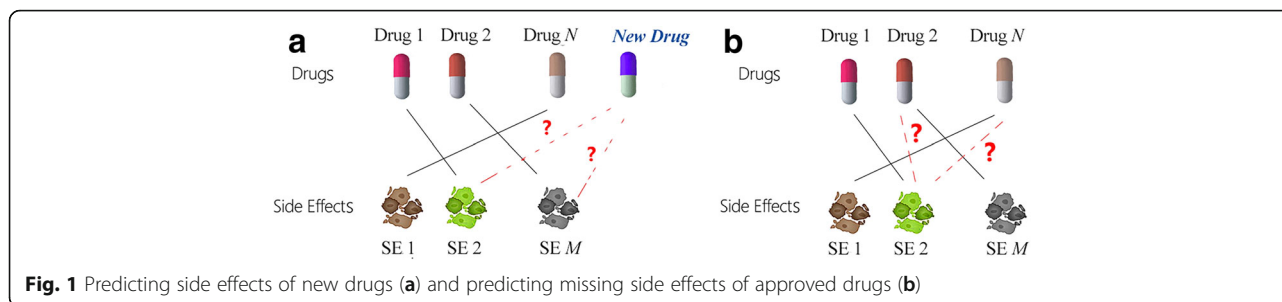 a
Drug 1 Drug 2 Drug N New Drug
Drugs
?
?
Side Effects
SE 1 SE 2 SE M
b
Drug 1 Drug 2 Drug N
Drugs
?
?
Side Effects
SE 1 SE 2 SE M
Fig. 1 Predicting side effects of new drugs (a) and predicting missing side effects of approved drugs (b)